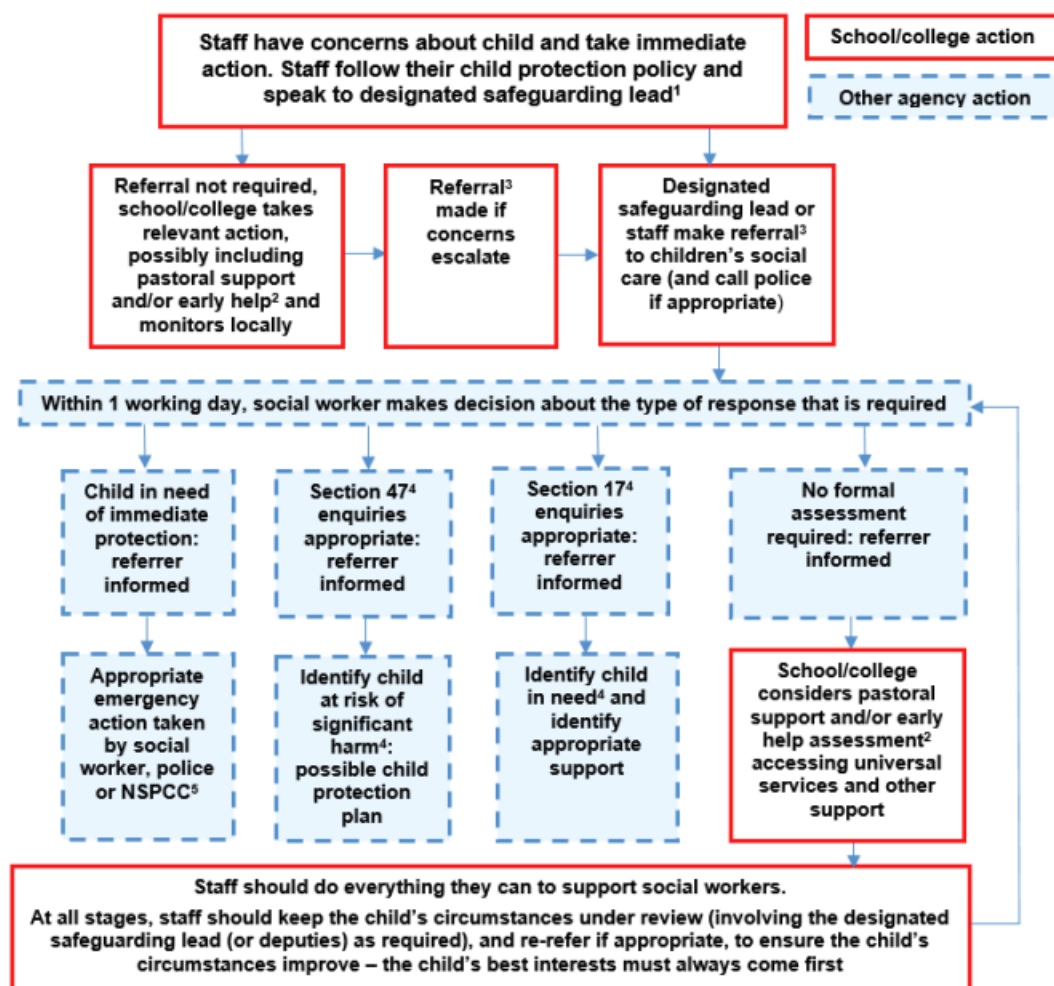 Staff have concerns about child and take immediate
action. Staff follow their child protection policy and
speak to designated safeguarding lead¹
School/college action
Other agency action
Referral not required,
school/college takes
relevant action,
possibly including
pastoral support
and/or early help² and
monitors locally
Referral³
made if
concerns
escalate
Designated
safeguarding lead or
staff make referral³
to children's social
care (and call police
if appropriate)
Within 1 working day, social worker makes decision about the type of response that is required
Child in need
of immediate
protection:
referrer
informed
Section 47⁴
enquiries
appropriate:
referrer
informed
Section 17⁴
enquiries
appropriate:
referrer
informed
No formal
assessment
required: referrer
informed
Appropriate
emergency
action taken
by social
worker, police
or NSPCC⁵
Identify child
at risk of
significant
harm⁴:
possible child
protection
plan
Identify child
in need⁴ and
identify
appropriate
support
School/college
considers pastoral
support and/or early
help assessment²
accessing universal
services and other
support
Staff should do everything they can to support social workers.
At all stages, staff should keep the child's circumstances under review (involving the designated
safeguarding lead (or deputies) as required), and re-refer if appropriate, to ensure the child's
circumstances improve – the child's best interests must always come first